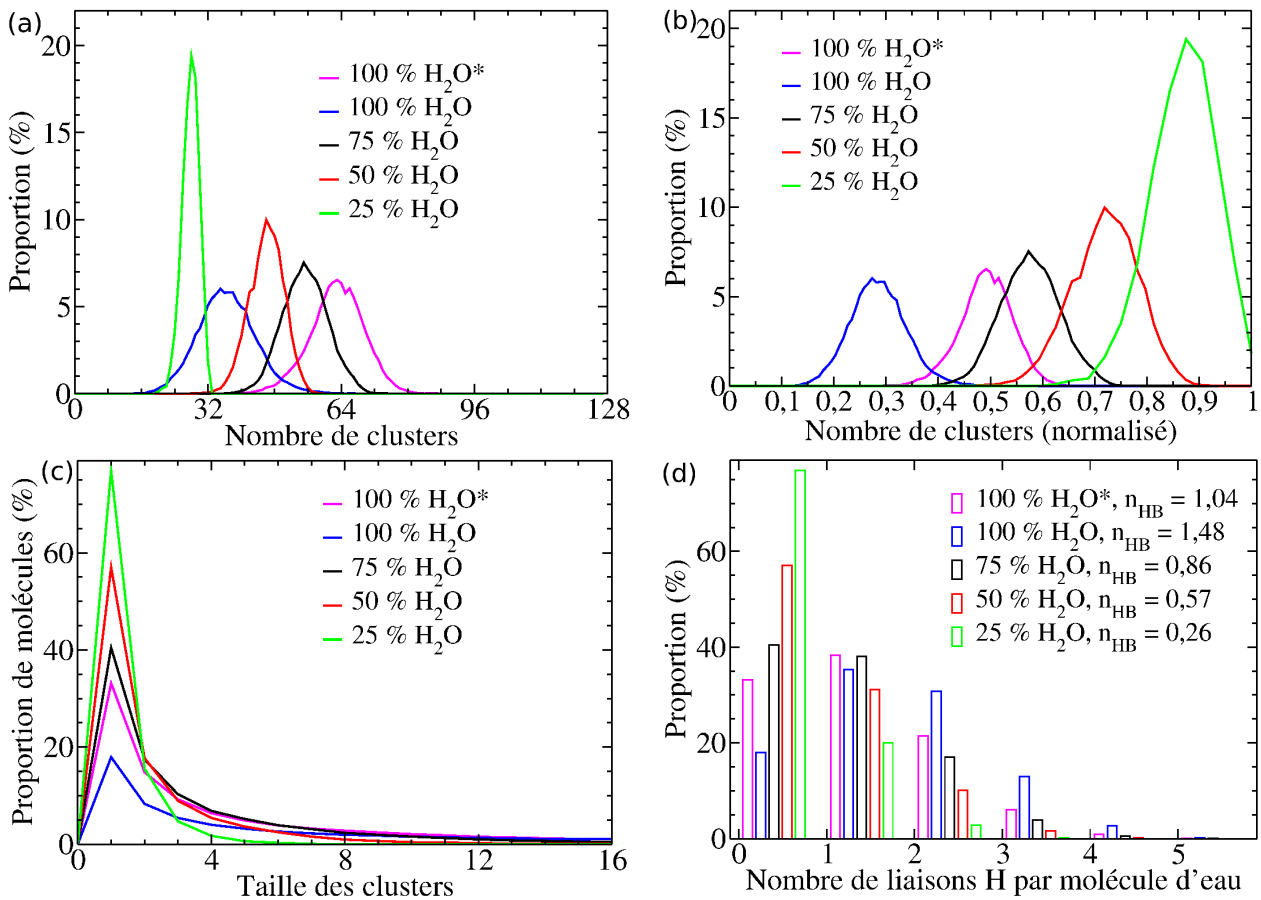 (a)
Proportion (%)
20
15
10
5
0
100 % H2O*
100 % H2O
75 % H2O
50 % H2O
25 % H2O
0 32 64 96 128
Nombre de clusters
(b)
Proportion (%)
20
15
10
5
0
100 % H2O*
100 % H2O
75 % H2O
50 % H2O
25 % H2O
0 0,1 0,2 0,3 0,4 0,5 0,6 0,7 0,8 0,9 1
Nombre de clusters (normalisé)
(c)
Proportion de molécules (%)
60
40
20
0
100 % H2O*
100 % H2O
75 % H2O
50 % H2O
25 % H2O
0 4 8 12 16
Taille des clusters
(d)
Proportion (%)
60
40
20
0
100 % H2O*, nHB = 1,04
100 % H2O, nHB = 1,48
75 % H2O, nHB = 0,86
50 % H2O, nHB = 0,57
25 % H2O, nHB = 0,26
0 1 2 3 4 5
Nombre de liaisons H par molécule d'eau